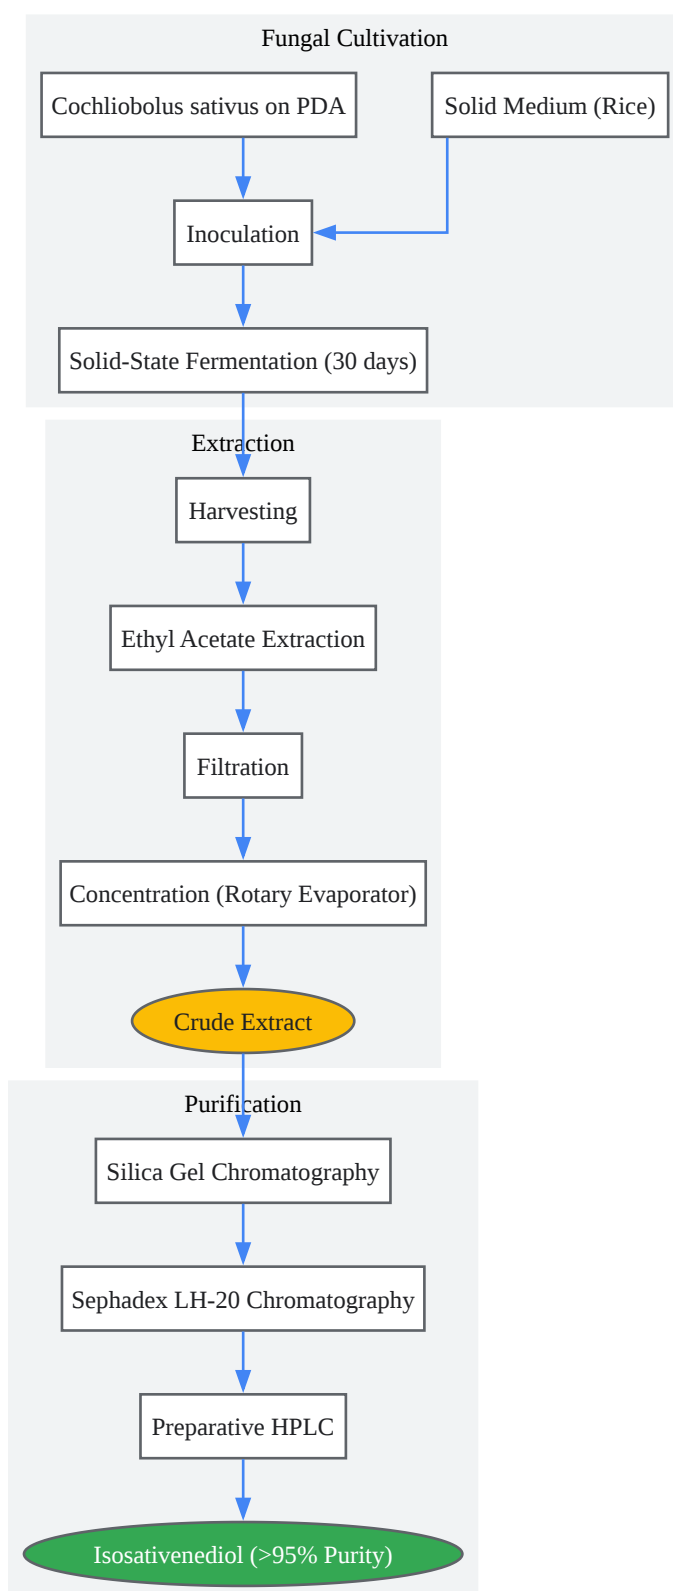 Fungal Cultivation
Cochliobolus sativus on PDA
Solid Medium (Rice)
Inoculation
Solid-State Fermentation (30 days)
Extraction
Harvesting
Ethyl Acetate Extraction
Filtration
Concentration (Rotary Evaporator)
Crude Extract
Purification
Silica Gel Chromatography
Sephadex LH-20 Chromatography
Preparative HPLC
Isosativenediol (>95% Purity)